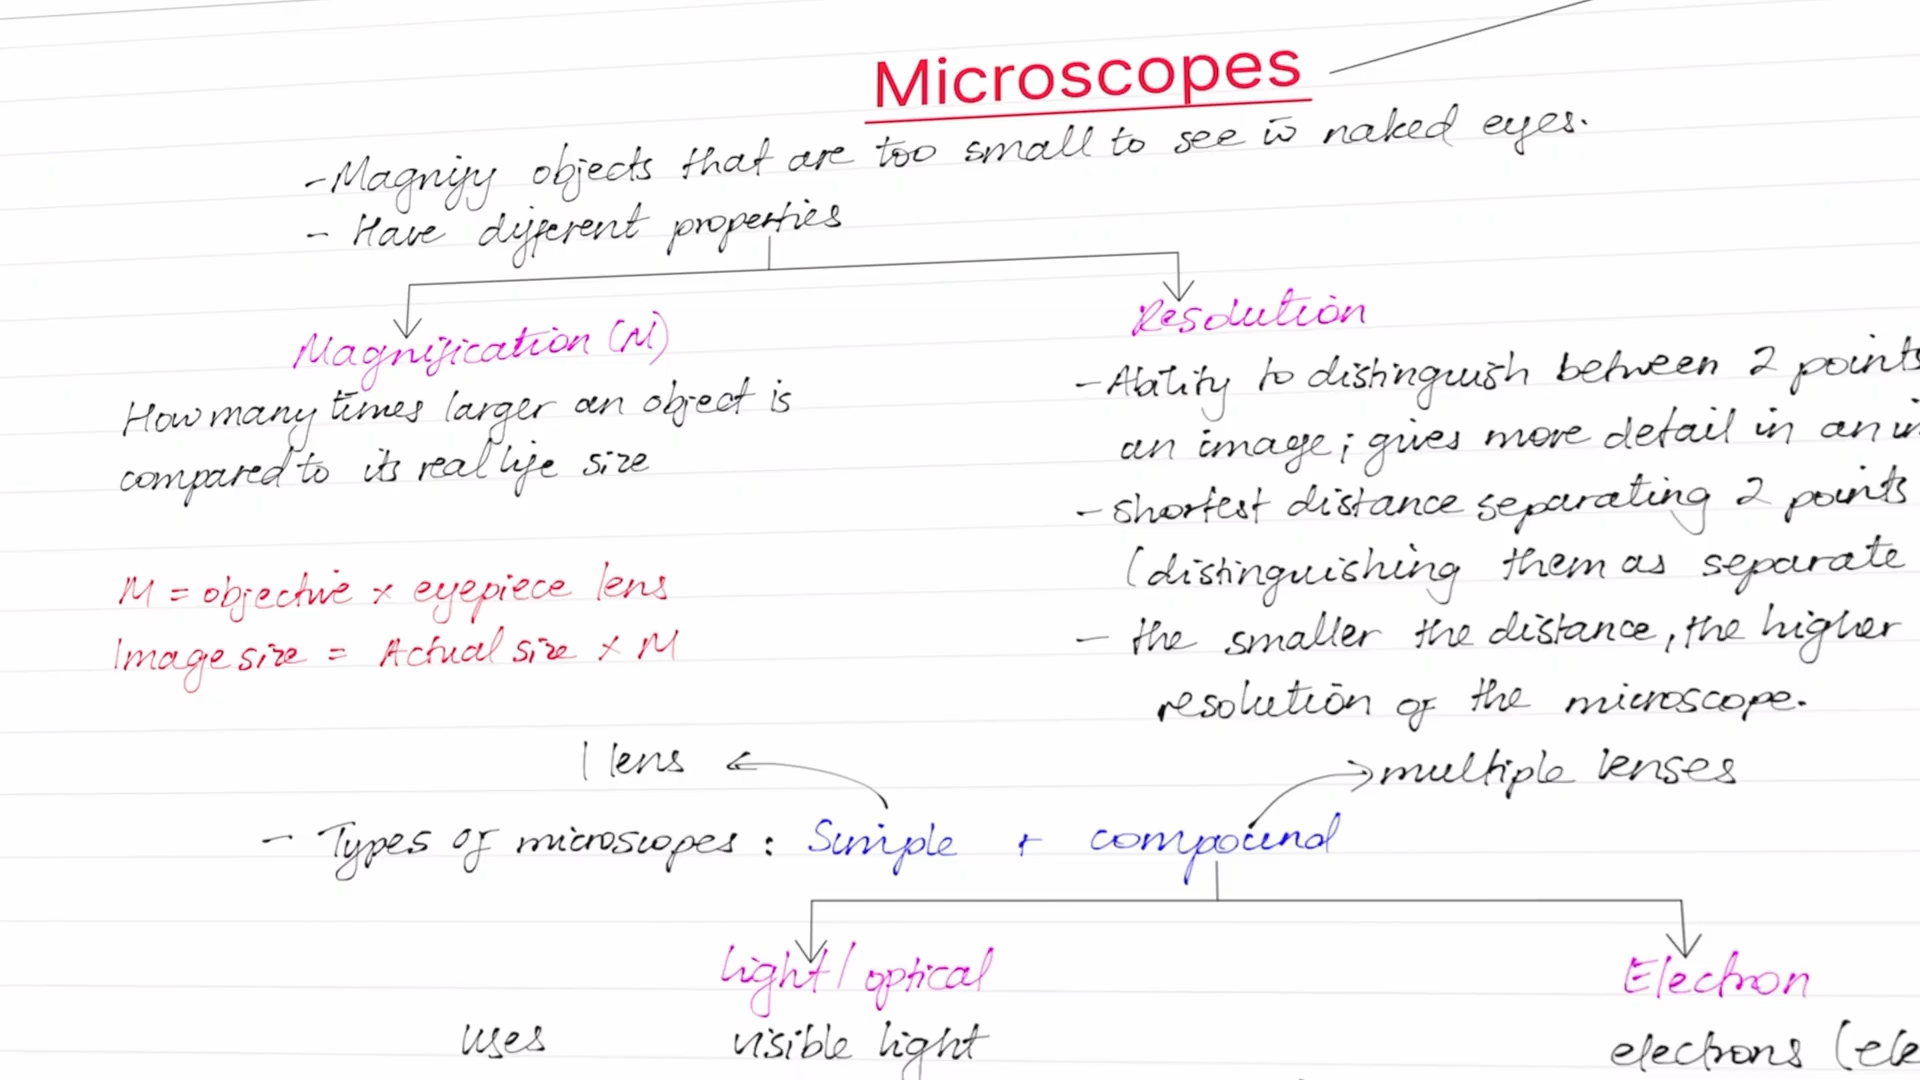 Microscopes
- Magnify objects that are too small to see w̄ naked eyes.
- Have different properties
Magnification (M)
How many times larger an object is
compared to its real life size
M = objective × eyepiece lens
Image size = Actual size × M
Resolution
- Ability to distinguish between 2 points
an image; gives more detail in an
- Shortest distance separating 2 points
(distinguishing them as separate
- the smaller the distance, the higher
resolution of the microscope.
1 lens
multiple lenses
- Types of microscopes : Simple + compound
light / optical
Electron
uses visible light electrons (ele